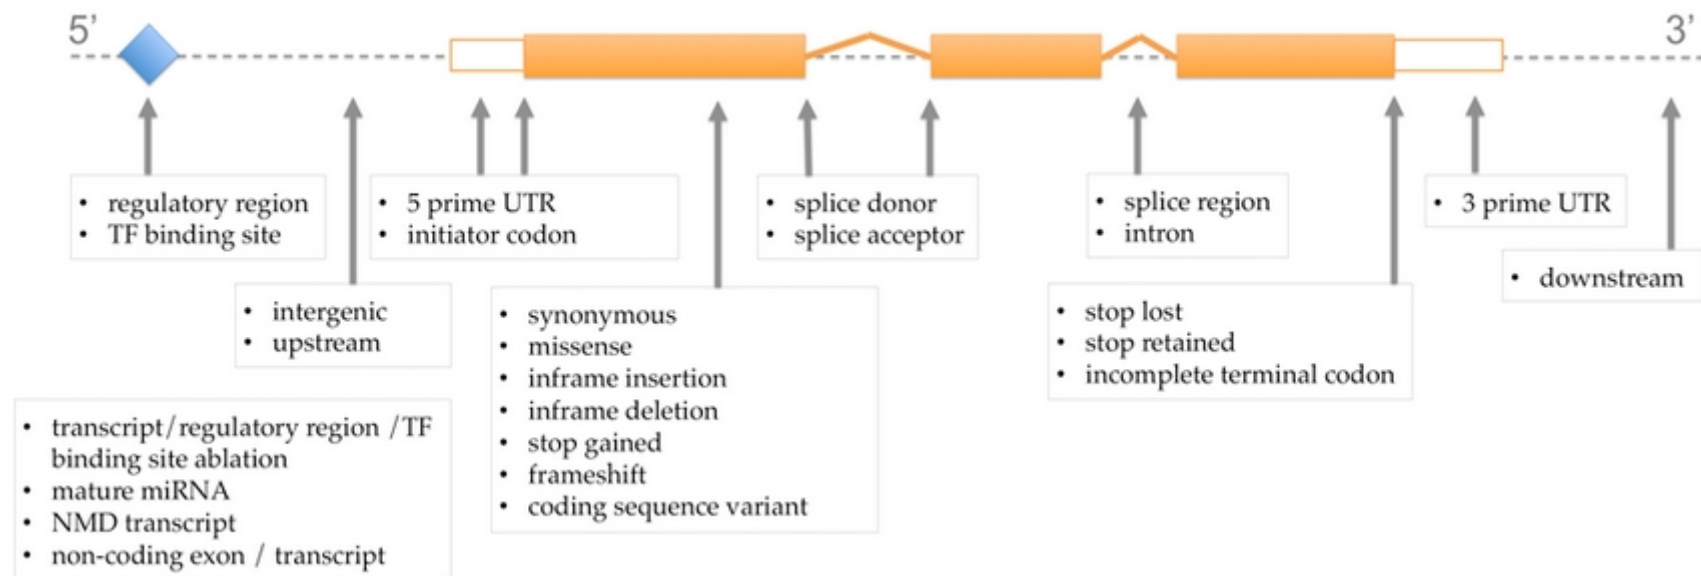 5’
3’
• regulatory region
• TF binding site
• 5 prime UTR
• initiator codon
• splice donor
• splice acceptor
• splice region
• intron
• 3 prime UTR
• downstream
• intergenic
• upstream
• synonymous
• missense
• inframe insertion
• inframe deletion
• stop gained
• frameshift
• coding sequence variant
• stop lost
• stop retained
• incomplete terminal codon
• transcript/regulatory region /TF
binding site ablation
• mature miRNA
• NMD transcript
• non-coding exon / transcript